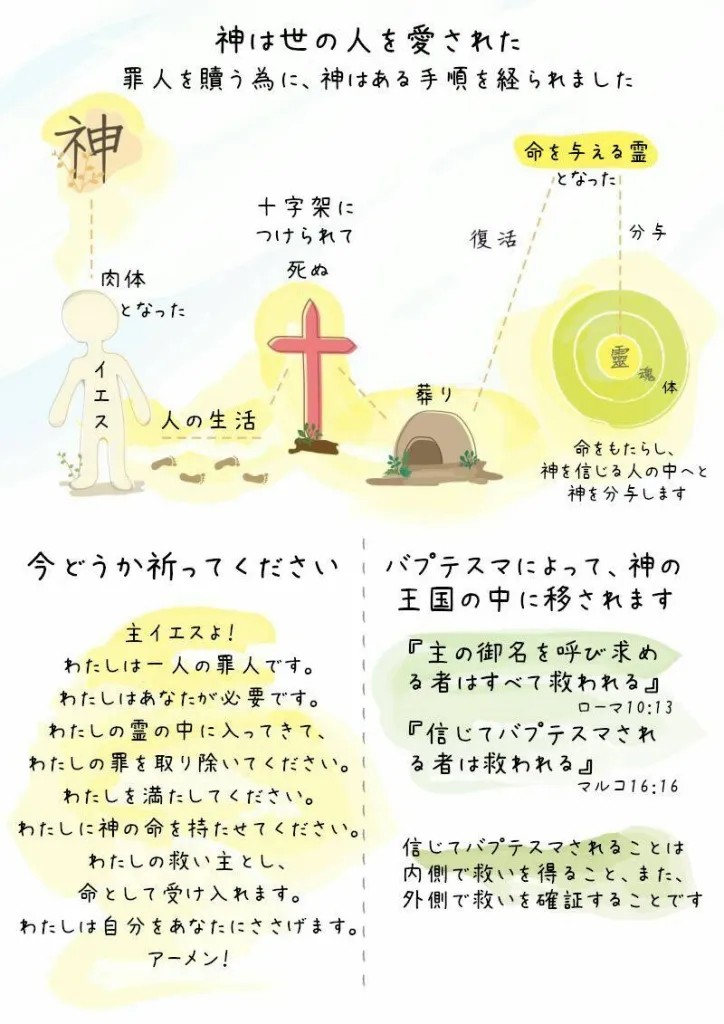 神は世の人を愛された
罪人を贖う為に、神はある手順を経られました
神
肉体
となった
イエス
人の生活
十字架に
つけられて
死ぬ
葬り
復活
命を与える霊
となった
分与
靈
魂
体
命をもたらし、
神を信じる人の中へと
神を分与します
今どうか祈ってください
主イエスよ!
わたしは一人の罪人です。
わたしはあなたが必要です。
わたしの霊の中に入ってきて、
わたしの罪を取り除いてください。
わたしを満たしてください。
わたしに神の命を持たせてください。
わたしの救い主とし、
命として受け入れます。
わたしは自分をあなたにささげます。
アーメン!
バプテスマによって、神の
王国の中に移されます
『主の御名を呼び求め
る者はすべて救われる』
ローマ10:13
『信じてバプテスマされ
る者は救われる』
マルコ16:16
信じてバプテスマされることは
内側で救いを得ること、また、
外側で救いを確証することです